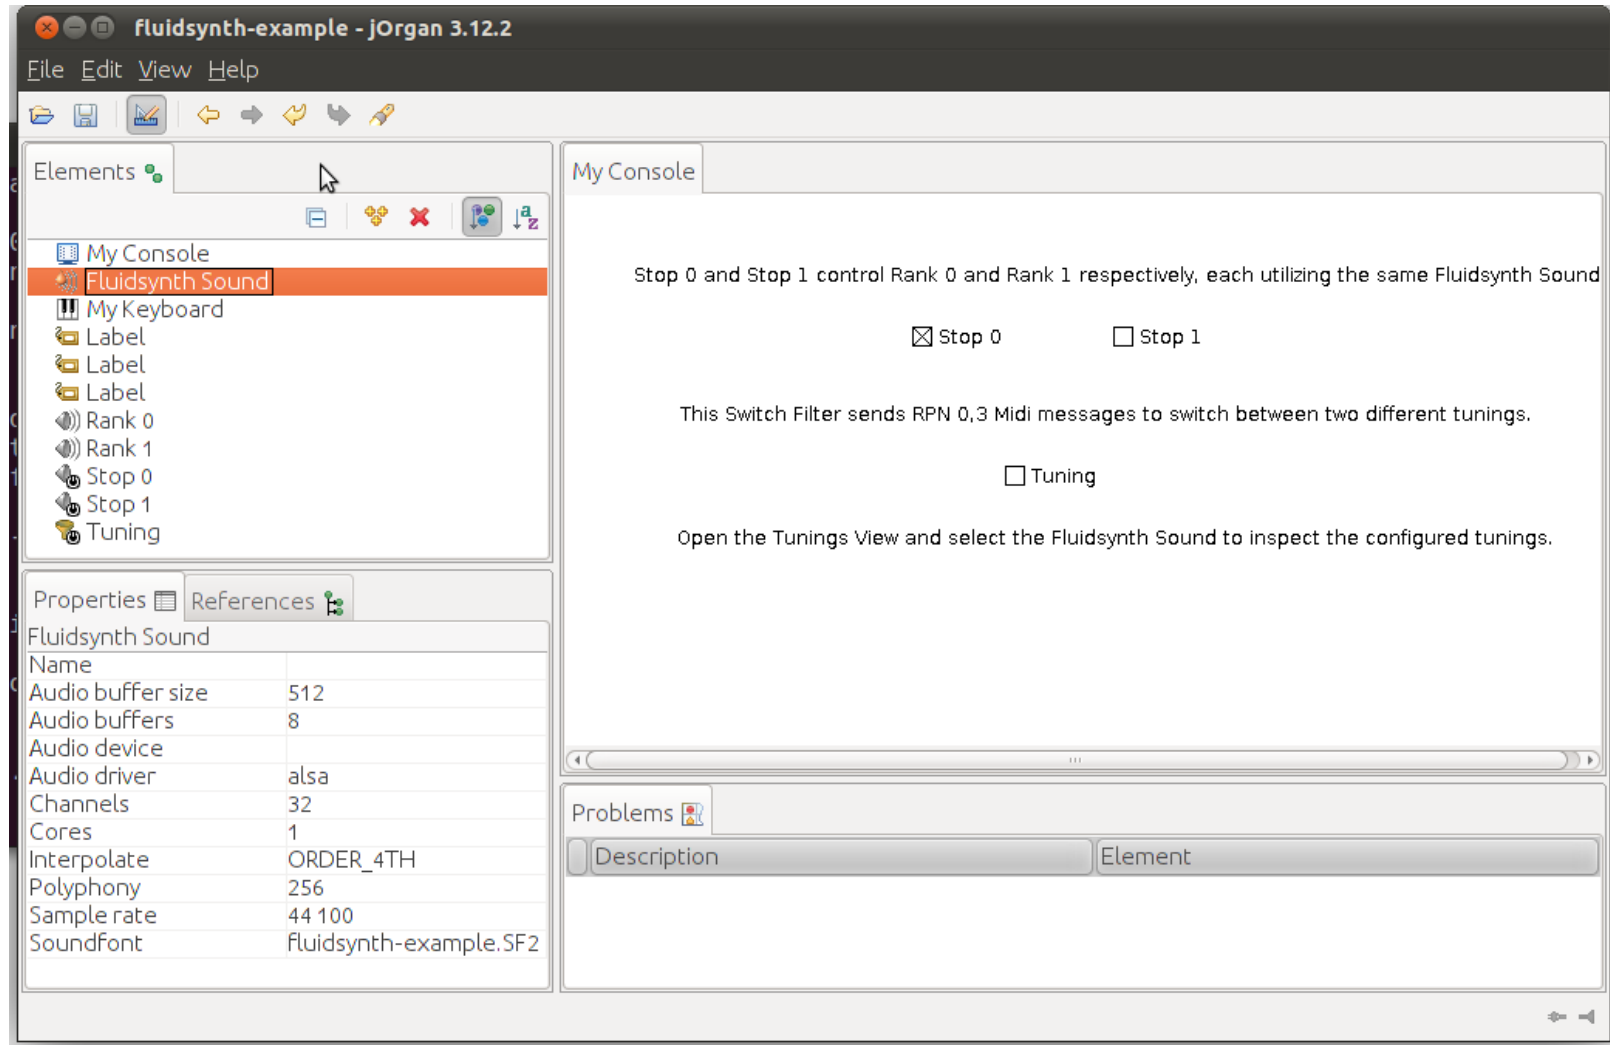 fluidsynth-example - jOrgan 3.12.2
File Edit View Help
Elements
My Console
Fluidsynth Sound
My Keyboard
Label
Label
Label
Rank 0
Rank 1
Stop 0
Stop 1
Tuning
Properties References
Fluidsynth Sound
Name
Audio buffer size 512
Audio buffers 8
Audio device
Audio driver alsa
Channels 32
Cores 1
Interpolate ORDER_4TH
Polyphony 256
Sample rate 44 100
Soundfont fluidsynth-example.SF2
My Console
Stop 0 and Stop 1 control Rank 0 and Rank 1 respectively, each utilizing the same Fluidsynth Sound
Stop 0 Stop 1
This Switch Filter sends RPN 0,3 Midi messages to switch between two different tunings.
Tuning
Open the Tunings View and select the Fluidsynth Sound to inspect the configured tunings.
Problems
Description Element